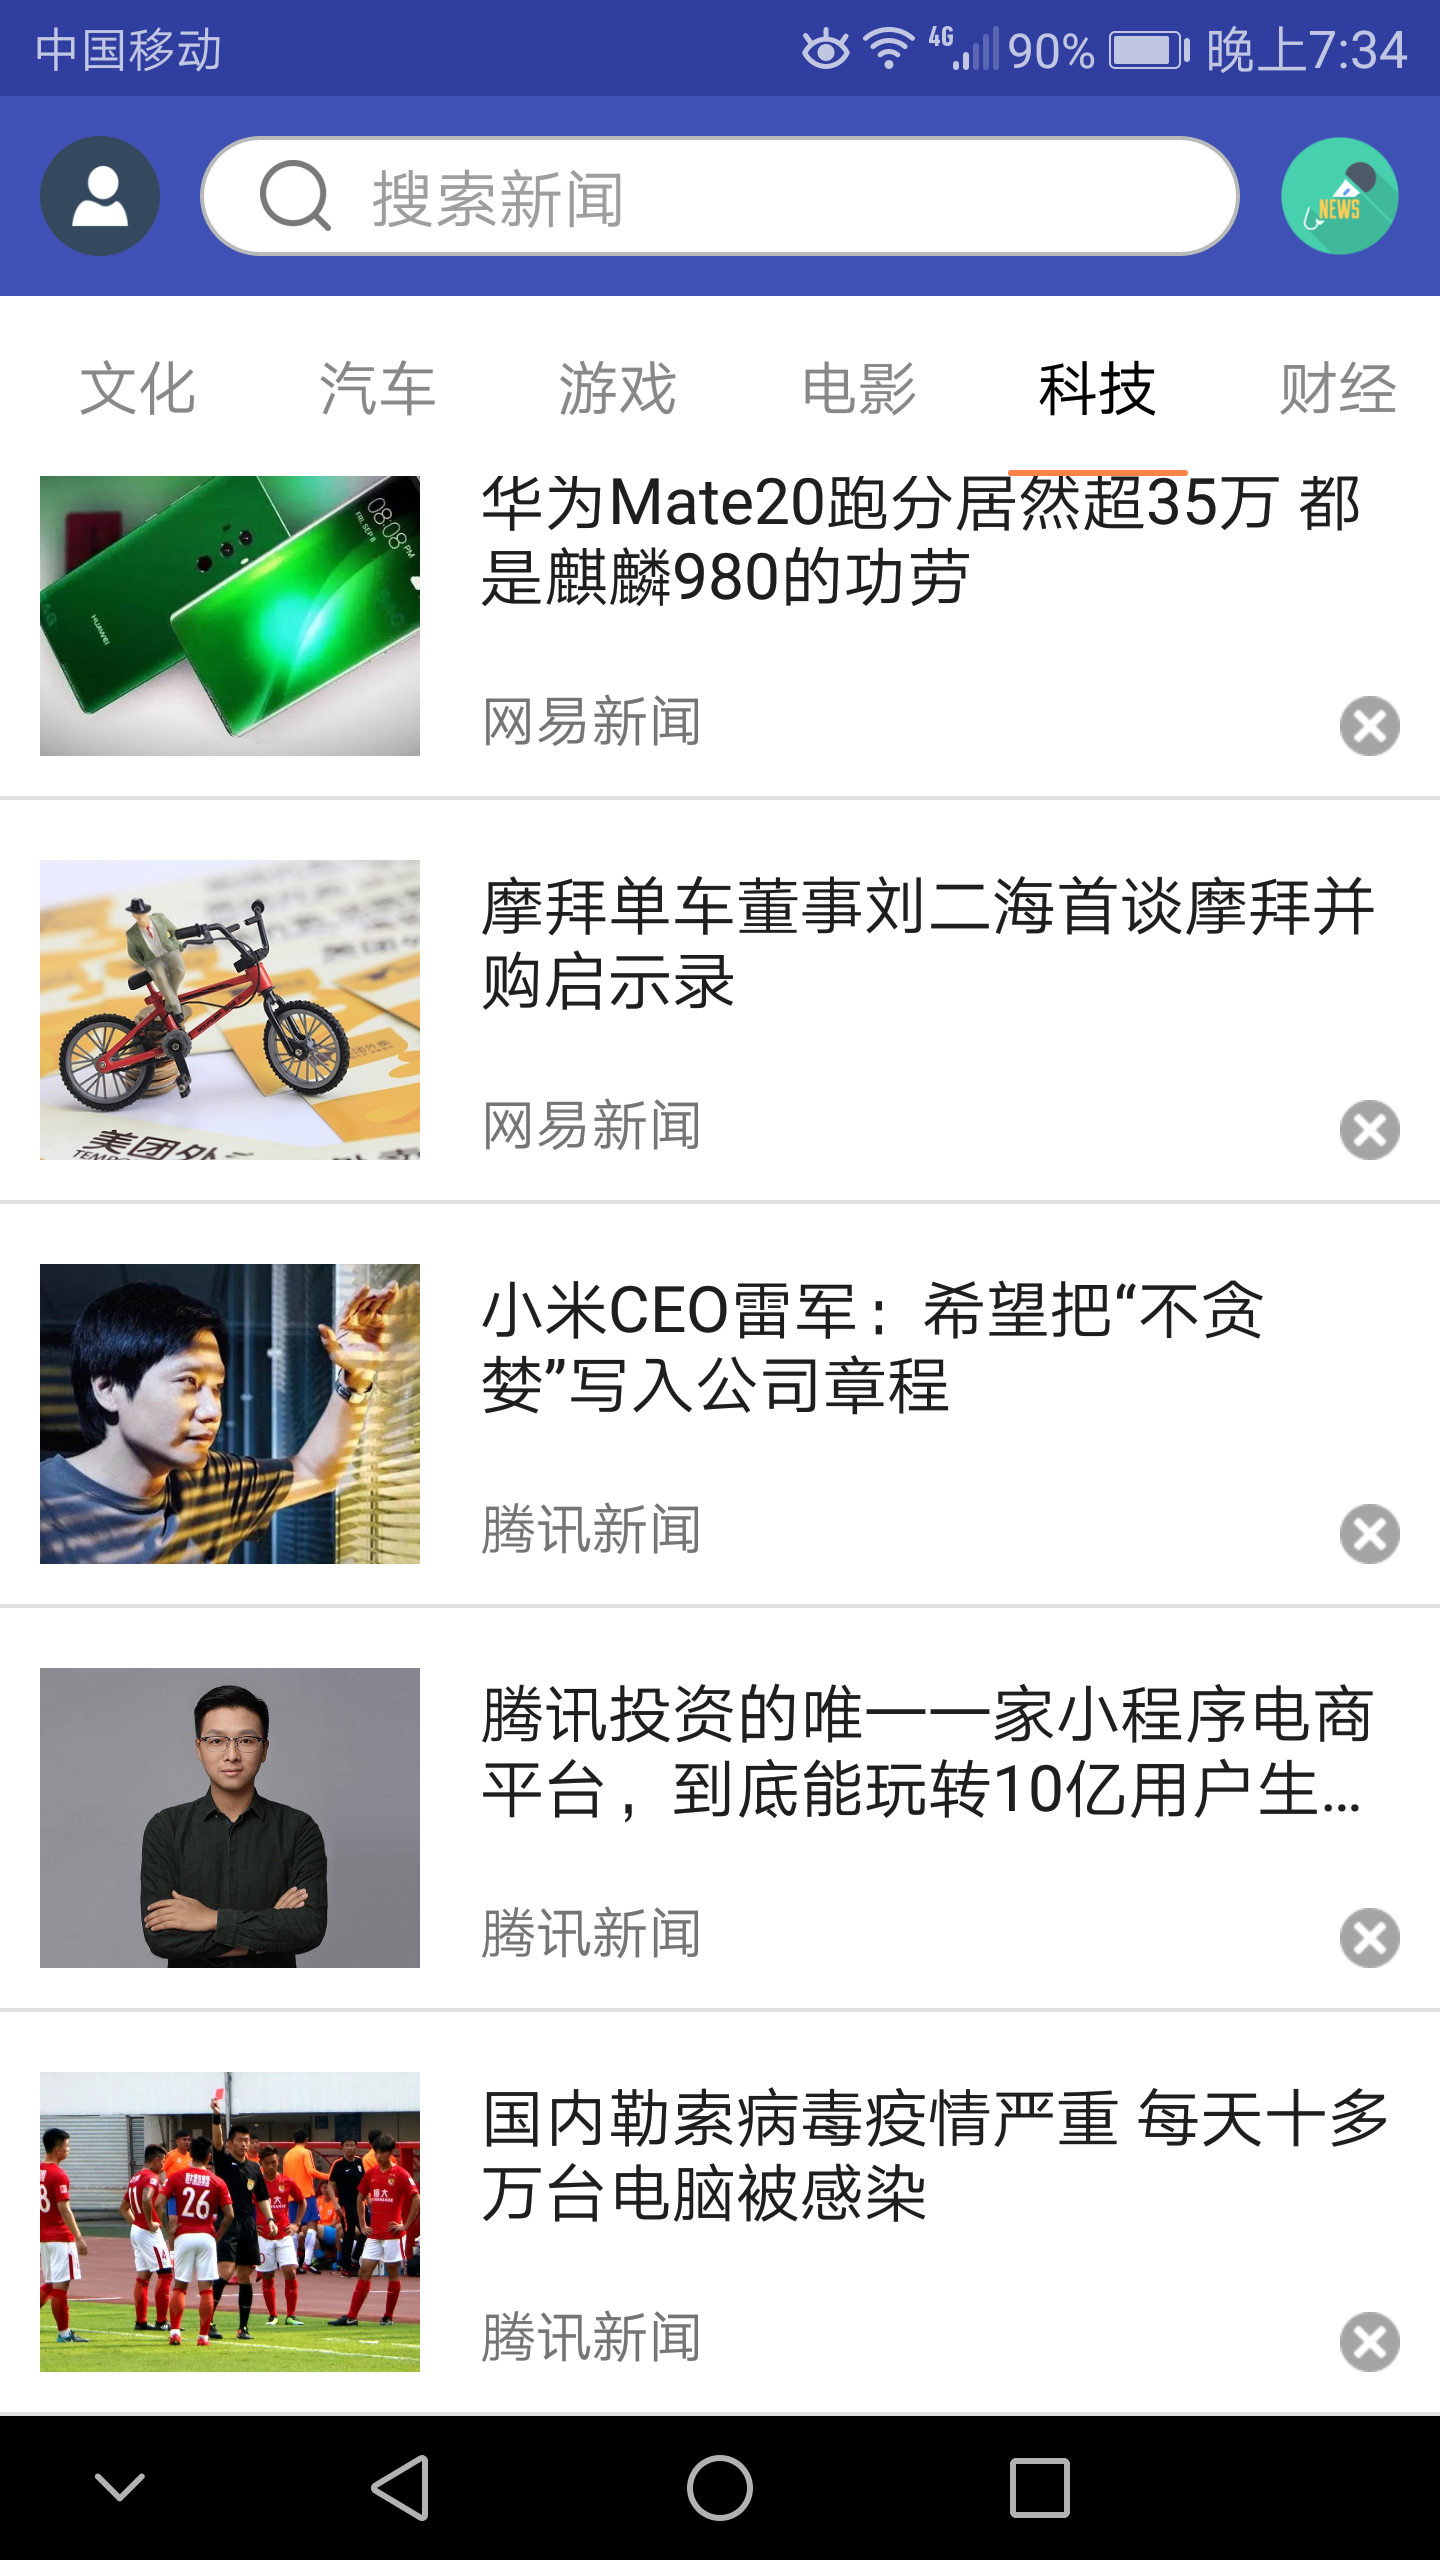 中国移动
4G 90% 晚上7:34
搜索新闻
NEWS
文化 汽车 游戏 电影 科技 财经
华为Mate20跑分居然超35万 都
是麒麟980的功劳
08:08 PM
HUAWEI
网易新闻
摩拜单车董事刘二海首谈摩拜并
购启示录
美团外
网易新闻
小米CEO雷军：希望把“不贪
婪”写入公司章程
腾讯新闻
腾讯投资的唯一一家小程序电商
平台，到底能玩转10亿用户生...
腾讯新闻
国内勒索病毒疫情严重 每天十多
万台电脑被感染
26
腾讯新闻